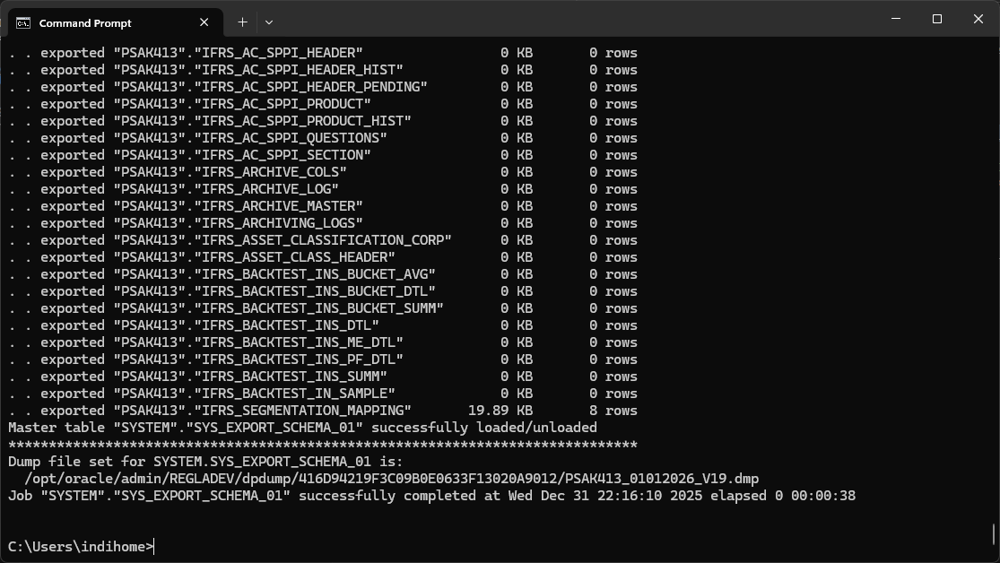 Command Prompt
. . exported "PSAK413"."IFRS_AC_SPPI_HEADER" 0 KB 0 rows
. . exported "PSAK413"."IFRS_AC_SPPI_HEADER_HIST" 0 KB 0 rows
. . exported "PSAK413"."IFRS_AC_SPPI_HEADER_PENDING" 0 KB 0 rows
. . exported "PSAK413"."IFRS_AC_SPPI_PRODUCT" 0 KB 0 rows
. . exported "PSAK413"."IFRS_AC_SPPI_PRODUCT_HIST" 0 KB 0 rows
. . exported "PSAK413"."IFRS_AC_SPPI_QUESTIONS" 0 KB 0 rows
. . exported "PSAK413"."IFRS_AC_SPPI_SECTION" 0 KB 0 rows
. . exported "PSAK413"."IFRS_ARCHIVE_COLS" 0 KB 0 rows
. . exported "PSAK413"."IFRS_ARCHIVE_LOG" 0 KB 0 rows
. . exported "PSAK413"."IFRS_ARCHIVE_MASTER" 0 KB 0 rows
. . exported "PSAK413"."IFRS_ARCHIVING_LOGS" 0 KB 0 rows
. . exported "PSAK413"."IFRS_ASSET_CLASSIFICATION_CORP" 0 KB 0 rows
. . exported "PSAK413"."IFRS_ASSET_CLASS_HEADER" 0 KB 0 rows
. . exported "PSAK413"."IFRS_BACKTEST_INS_BUCKET_AVG" 0 KB 0 rows
. . exported "PSAK413"."IFRS_BACKTEST_INS_BUCKET_DTL" 0 KB 0 rows
. . exported "PSAK413"."IFRS_BACKTEST_INS_BUCKET_SUMM" 0 KB 0 rows
. . exported "PSAK413"."IFRS_BACKTEST_INS_DTL" 0 KB 0 rows
. . exported "PSAK413"."IFRS_BACKTEST_INS_ME_DTL" 0 KB 0 rows
. . exported "PSAK413"."IFRS_BACKTEST_INS_PF_DTL" 0 KB 0 rows
. . exported "PSAK413"."IFRS_BACKTEST_INS_SUMM" 0 KB 0 rows
. . exported "PSAK413"."IFRS_BACKTEST_IN_SAMPLE" 0 KB 0 rows
. . exported "PSAK413"."IFRS_SEGMENTATION_MAPPING" 19.89 KB 8 rows
Master table "SYSTEM"."SYS_EXPORT_SCHEMA_01" successfully loaded/unloaded
******************************************************************************
Dump file set for SYSTEM.SYS_EXPORT_SCHEMA_01 is:
/opt/oracle/admin/REGLADEV/dpdump/416D94219F3C09B0E0633F13020A9012/PSAK413_01012026_V19.dmp
Job "SYSTEM"."SYS_EXPORT_SCHEMA_01" successfully completed at Wed Dec 31 22:16:10 2025 elapsed 0 00:00:38
C:\Users\indihome>